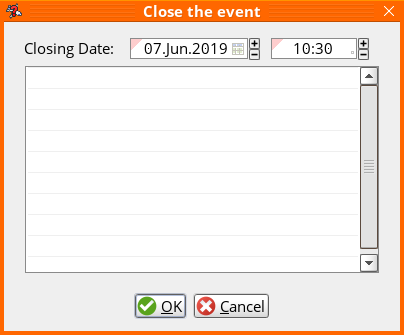 Close the event
Closing Date: 07.Jun.2019 10:30
OK Cancel